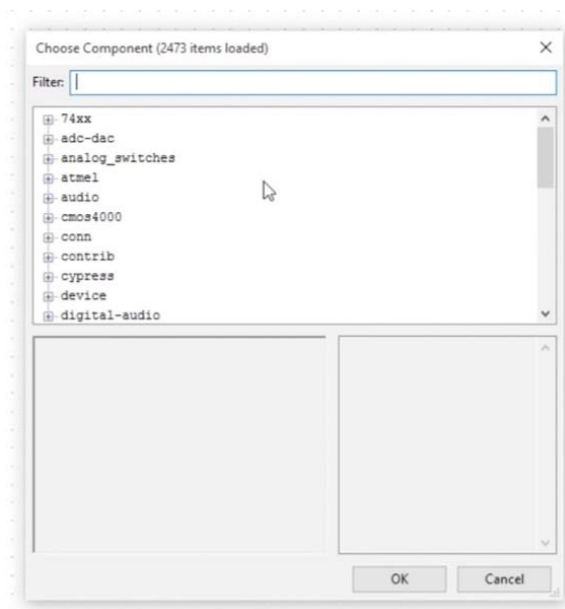 Choose Component (2473 items loaded)
Filter:
74xx
adc-dac
analog_switches
atmel
audio
cmos4000
conn
contrib
cypress
device
digital-audio
OK Cancel